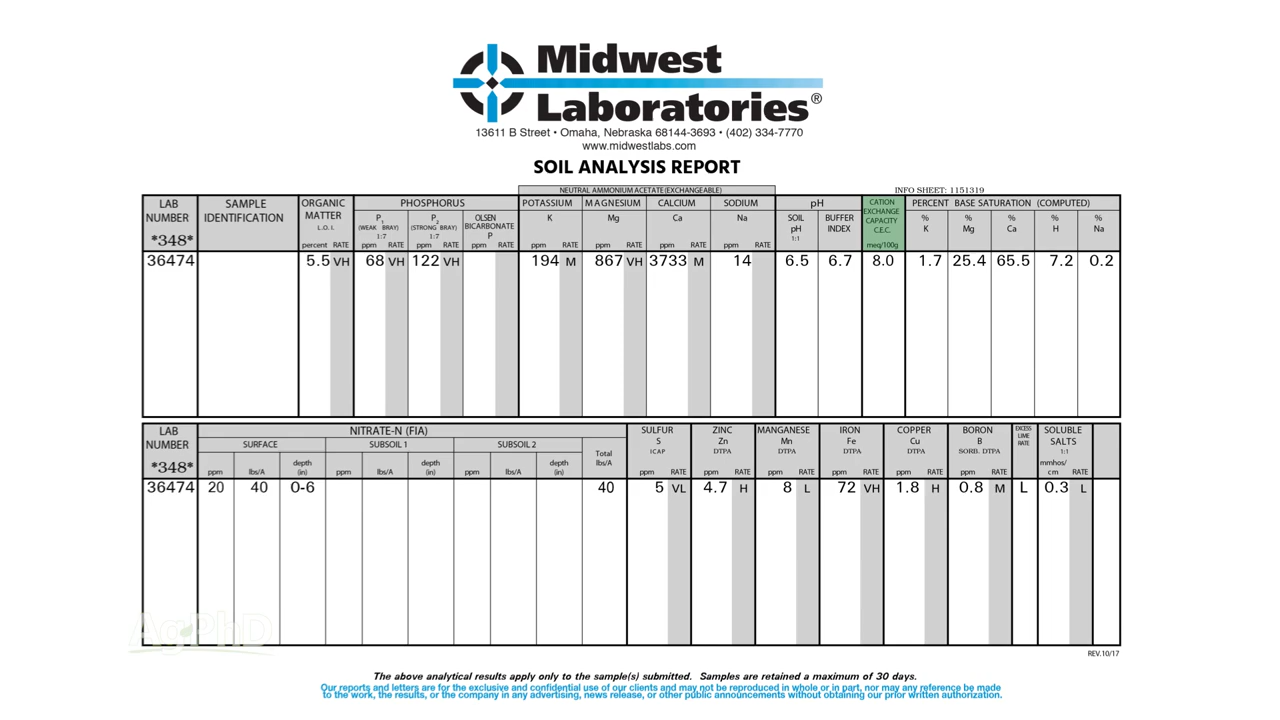 Midwest
Laboratories®
13611 B Street • Omaha, Nebraska 68144-3693 • (402) 334-7770
www.midwestlabs.com
SOIL ANALYSIS REPORT
NEUTRAL AMMONIUM ACETATE (EXCHANGEABLE)
INFO SHEET: 1151319
LAB NUMBER *348*
SAMPLE IDENTIFICATION
ORGANIC MATTER L.O.I. percent RATE
PHOSPHORUS
P1 (WEAK BRAY) 1:7 ppm RATE
P2 (STRONG BRAY) 1:7 ppm RATE
OLSEN BICARBONATE P ppm RATE
POTASSIUM K ppm RATE
MAGNESIUM Mg ppm RATE
CALCIUM Ca ppm RATE
SODIUM Na ppm RATE
pH
SOIL pH 1:1
BUFFER INDEX
CATION EXCHANGE CAPACITY C.E.C. meq/100g
PERCENT BASE SATURATION (COMPUTED)
% K
% Mg
% Ca
% H
% Na
36474 5.5 VH 68 VH 122 VH 194 M 867 VH 3733 M 14 6.5 6.7 8.0 1.7 25.4 65.5 7.2 0.2
LAB NUMBER *348*
NITRATE-N (FIA)
SURFACE
ppm lbs/A depth (in)
SUBSOIL 1
ppm lbs/A depth (in)
SUBSOIL 2
ppm lbs/A depth (in)
Total lbs/A
SULFUR S ICAP ppm RATE
ZINC Zn DTPA ppm RATE
MANGANESE Mn DTPA ppm RATE
IRON Fe DTPA ppm RATE
COPPER Cu DTPA ppm RATE
BORON B SORB. DTPA ppm RATE
EXCESS LIME RATE
SOLUBLE SALTS 1:1 mmhos/cm RATE
36474 20 40 0-6 40 5 VL 4.7 H 8 L 72 VH 1.8 H 0.8 M L 0.3 L
AgPhD
REV.10/17
The above analytical results apply only to the sample(s) submitted. Samples are retained a maximum of 30 days.
Our reports and letters are for the exclusive and confidential use of our clients and may not be reproduced in whole or in part, nor may any reference be made
to the work, the results, or the company in any advertising, news release, or other public announcements without obtaining our prior written authorization.